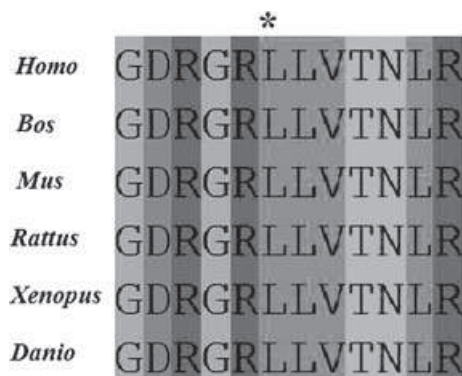 *
Homo GDRGRLLVTNLR
Bos GDRGRLLVTNLR
Mus GDRGRLLVTNLR
Rattus GDRGRLLVTNLR
Xenopus GDRGRLLVTNLR
Danio GDRGRLLVTNLR